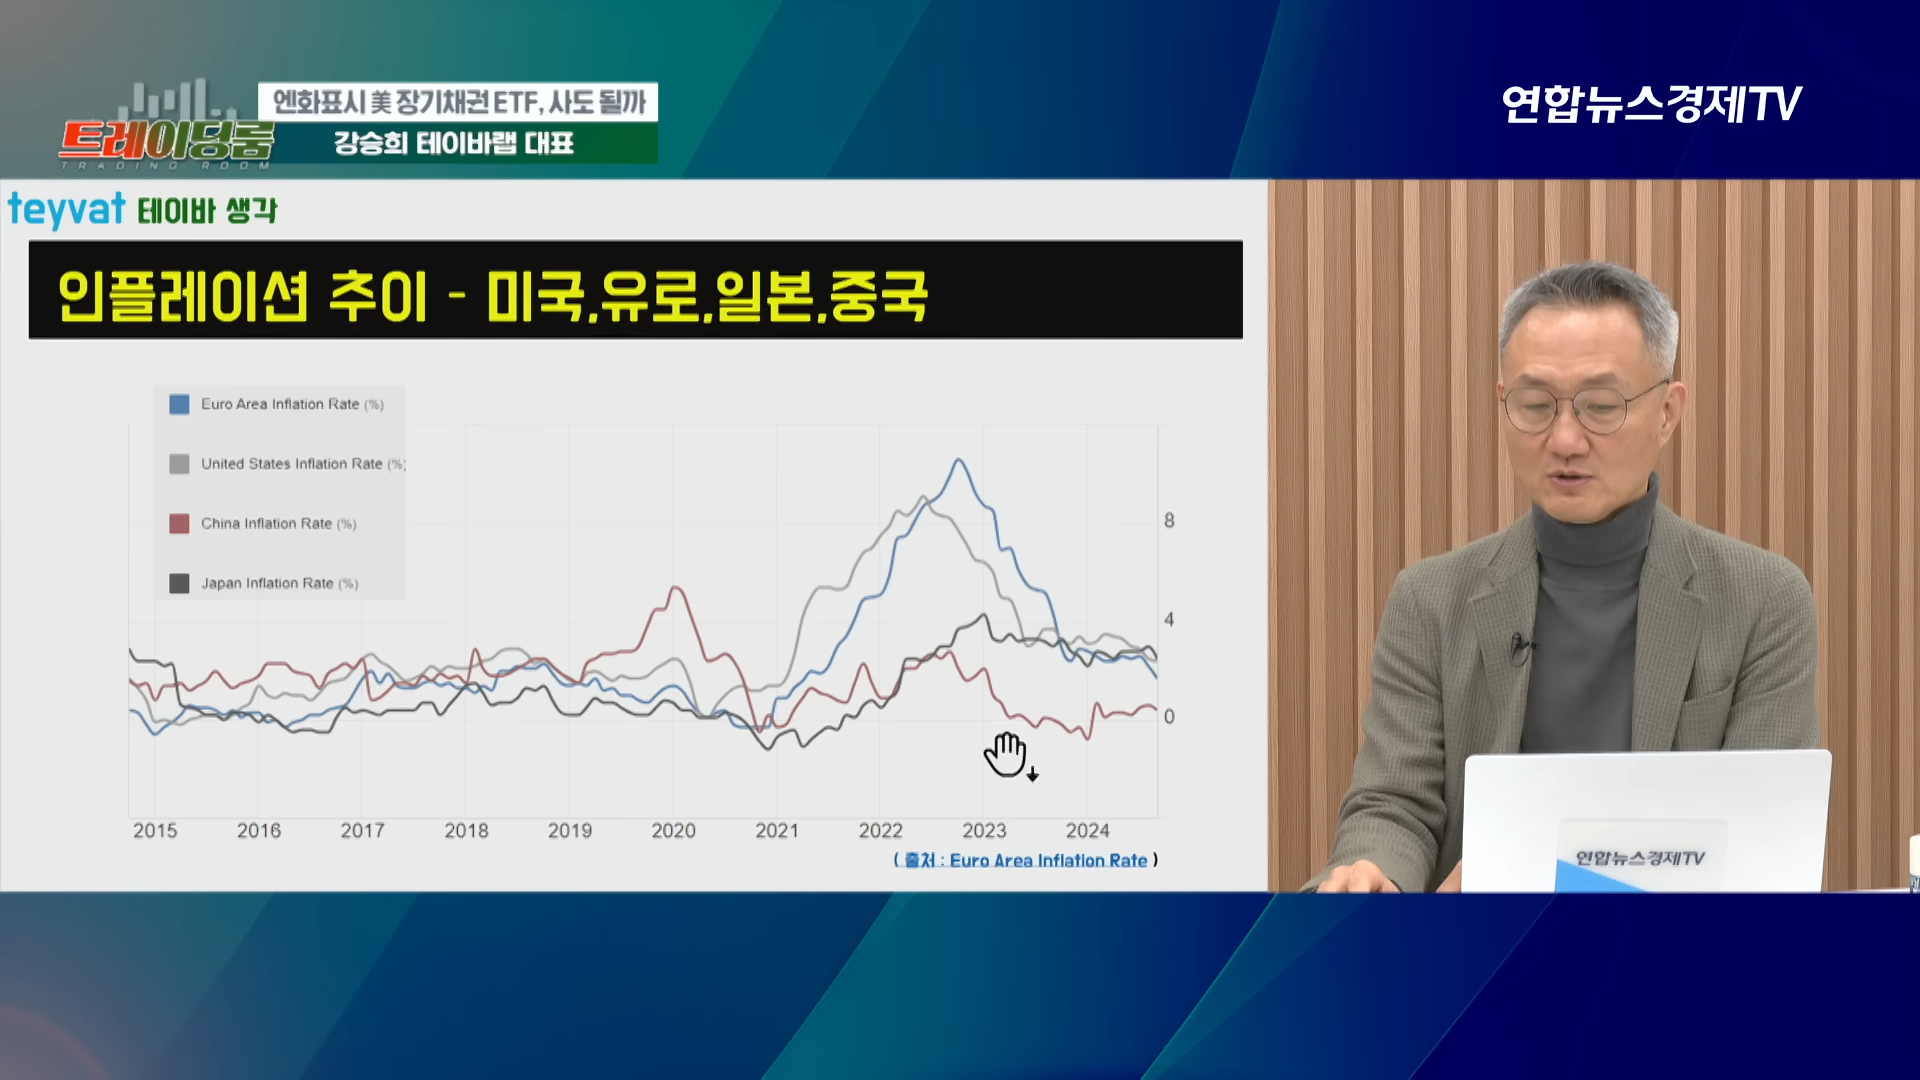 엔화표시 美 장기채권 ETF, 사도 될까
트레이딩룸
TRADING ROOM
강승희 테이바랩 대표
연합뉴스경제TV
teyvat 테이바 생각
인플레이션 추이 - 미국,유로,일본,중국
Euro Area Inflation Rate (%)
United States Inflation Rate (%)
China Inflation Rate (%)
Japan Inflation Rate (%)
8
4
0
2015 2016 2017 2018 2019 2020 2021 2022 2023 2024
( 출처 : Euro Area Inflation Rate )
연합뉴스경제TV